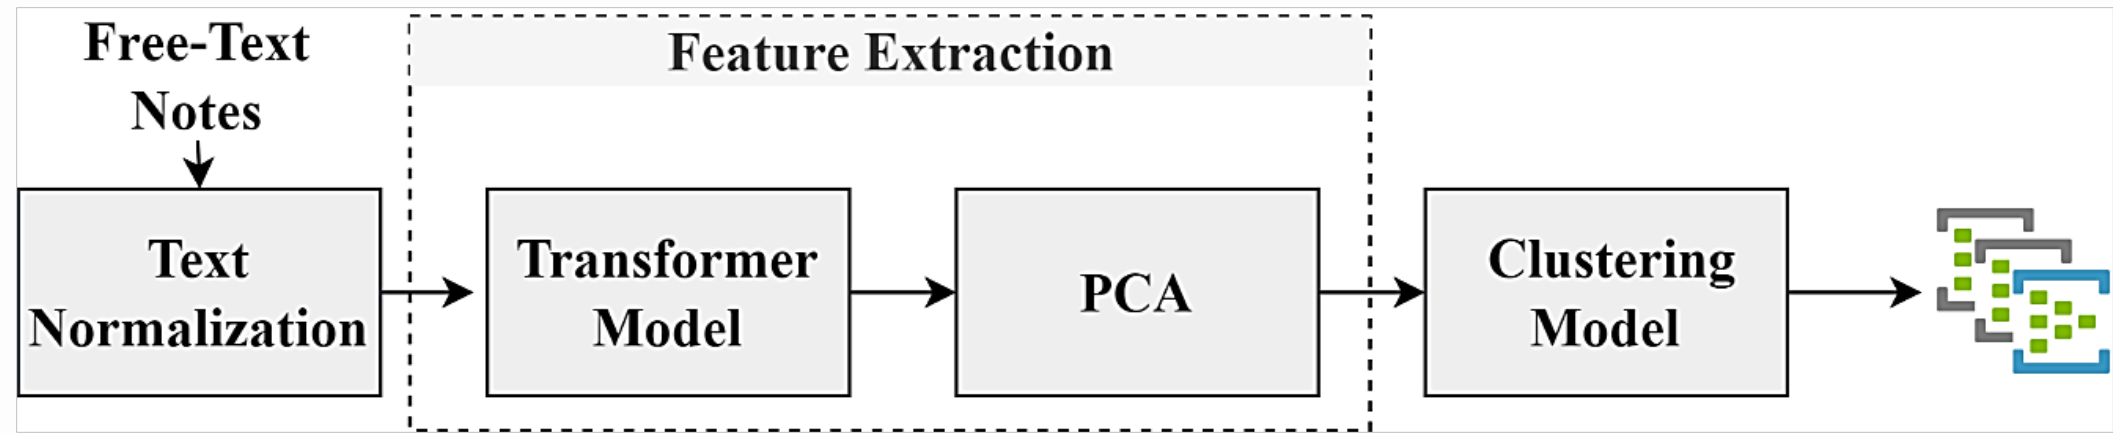 Free-Text
Notes
Feature Extraction
Text
Normalization
Transformer
Model
PCA
Clustering
Model